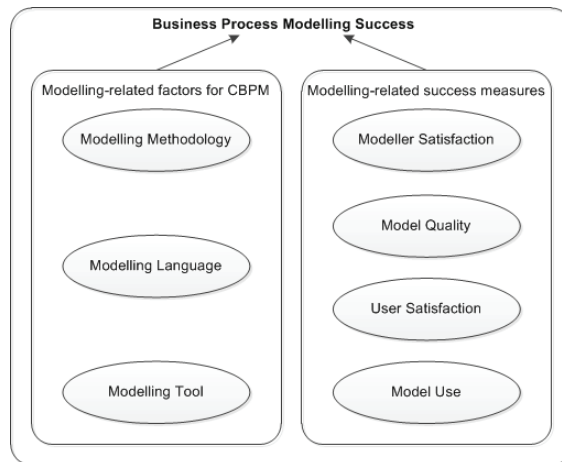 Business Process Modelling Success
Modelling-related factors for CBPM
Modelling Methodology
Modelling Language
Modelling Tool
Modelling-related success measures
Modeller Satisfaction
Model Quality
User Satisfaction
Model Use